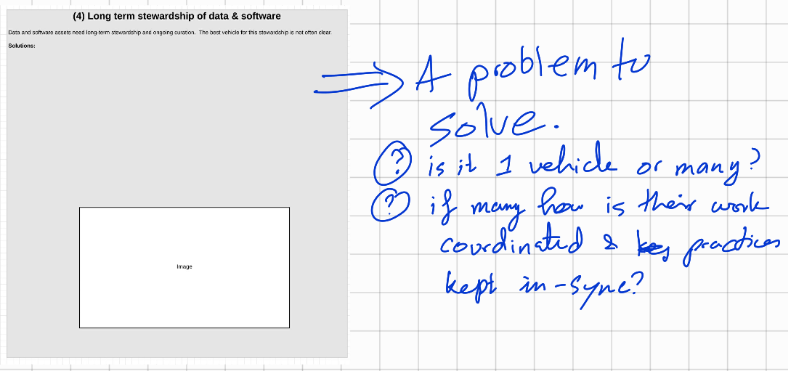 (4) Long term stewardship of data & software
Data and software assets need long-term stewardship and ongoing curation. The best vehicle for this stewardship is not often clear.
Solutions:
Image
⇒ A problem to
solve.
? is it 1 vehicle or many?
? if many how is their work
coordinated & key practices
kept in-sync?